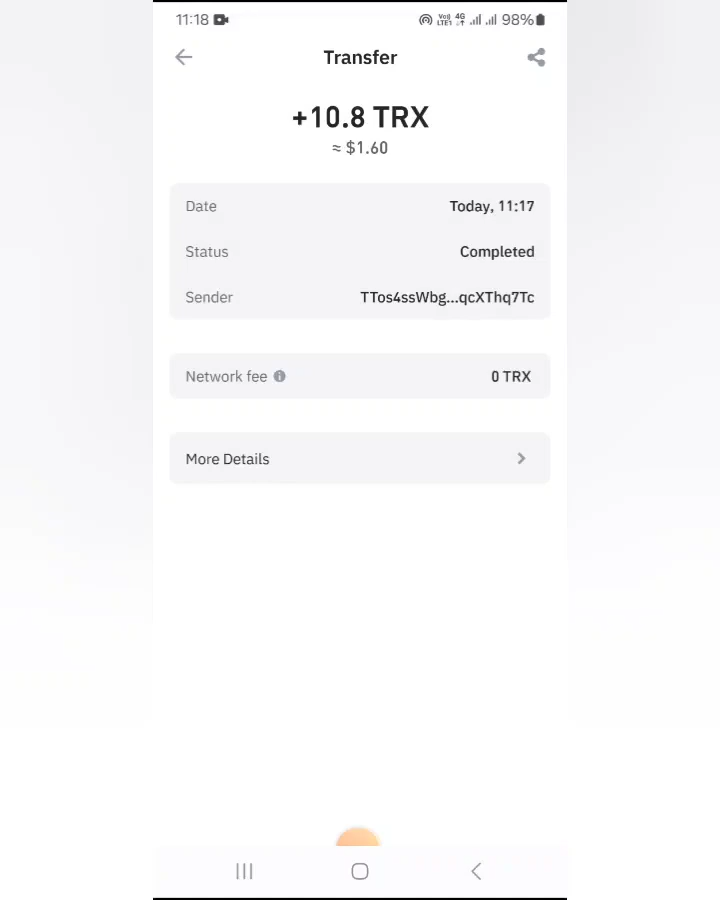 11:18 98%
Transfer
+10.8 TRX
≈ $1.60
Date Today, 11:17
Status Completed
Sender TTos4ssWbg...qcXThq7Tc
Network fee 0 TRX
More Details